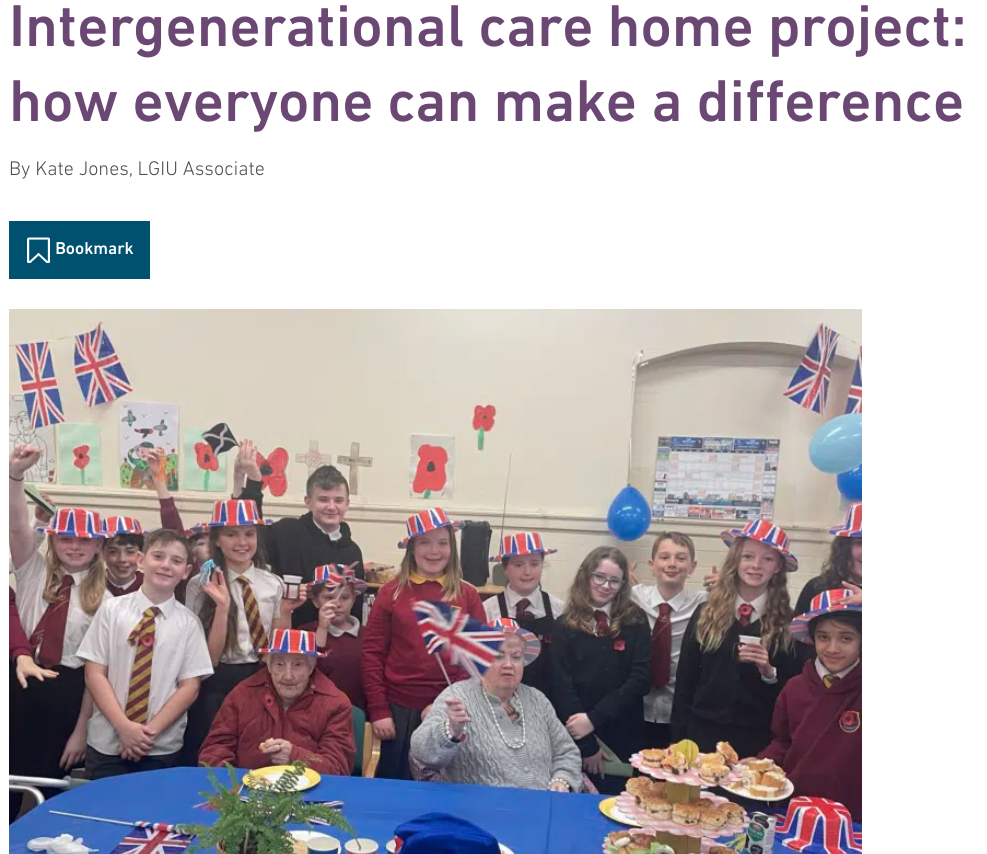 Intergenerational care home project:
how everyone can make a difference
By Kate Jones, LGIU Associate
Bookmark